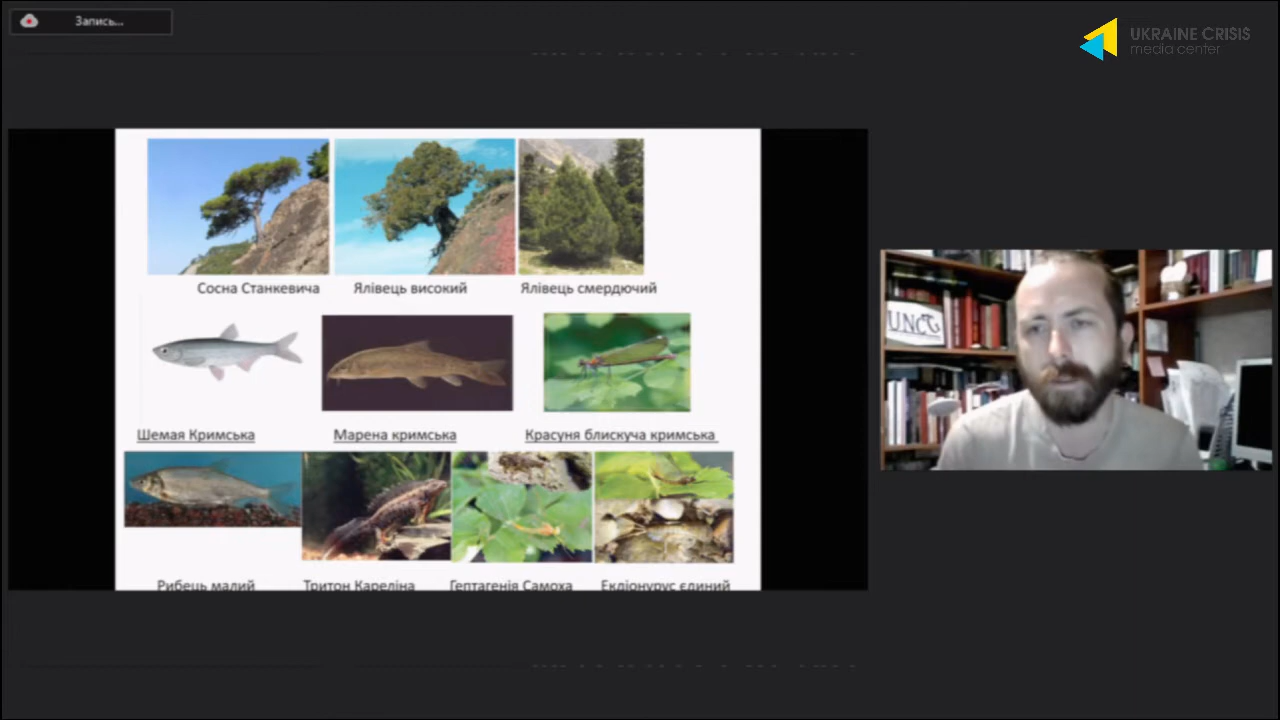 Запись...
UKRAINE CRISIS
media center
Сосна Станкевича
Ялівець високий
Ялівець смердючий
UNCG
Шемая Кримська
Марена кримська
Красуня блискуча кримська
Рибець малий
Тритон Кареліна
Гептагенія Самоха
Екдіонурус єдиний